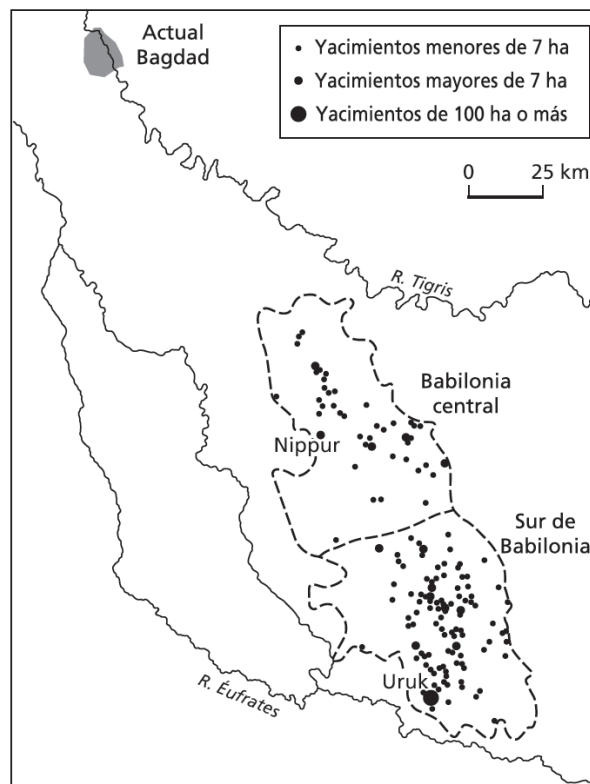 Actual
Bagdad
Yacimientos menores de 7 ha
Yacimientos mayores de 7 ha
Yacimientos de 100 ha o más
0 25 km
R. Tigris
Babilonia
central
Nippur
Sur de
Babilonia
Uruk
R. Éufrates